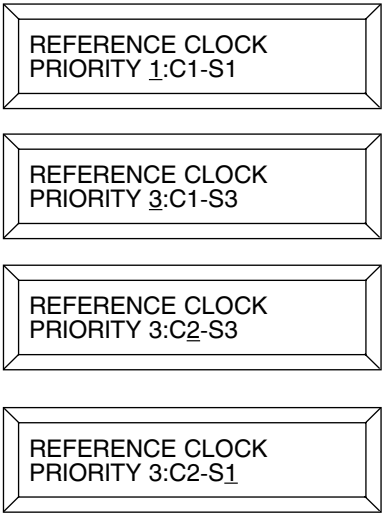 REFERENCE CLOCK
PRIORITY 1:C1-S1
REFERENCE CLOCK
PRIORITY 3:C1-S3
REFERENCE CLOCK
PRIORITY 3:C2-S3
REFERENCE CLOCK
PRIORITY 3:C2-S1